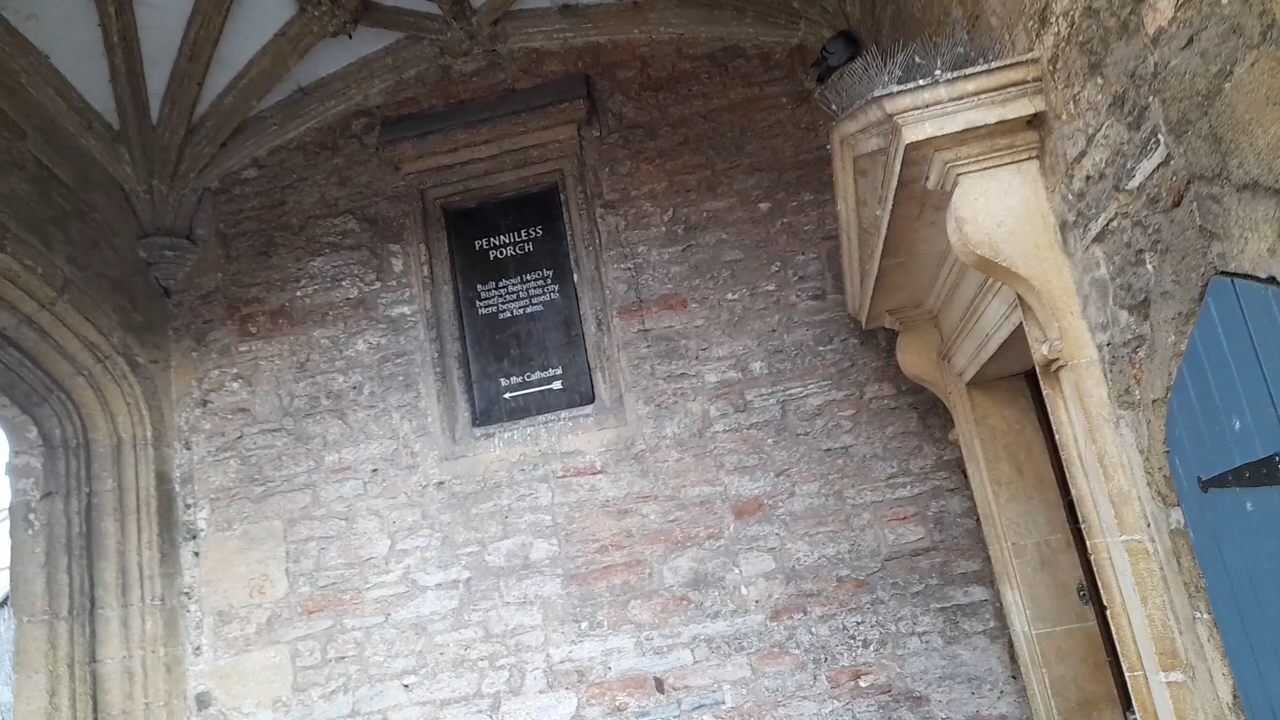 PENNILESS
PORCH
Built about 1450 by
Bishop Bekynton, a
benefactor to this city.
Here beggars used to
ask for alms.
To the Cathedral